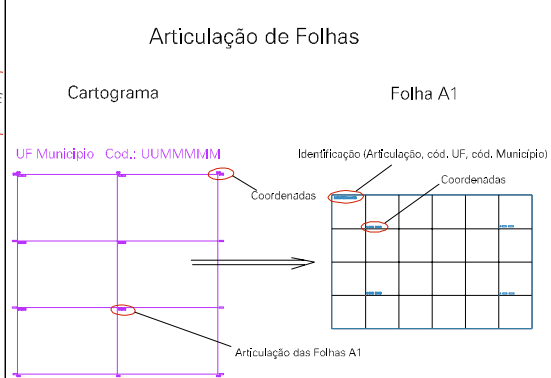 Articulação de Folhas
Cartograma
Folha A1
UF Municipio Cod.: UUMMMMM
Identificação (Articulação, cód. UF, cód. Município)
Coordenadas
Coordenadas
Articulação das Folhas A1